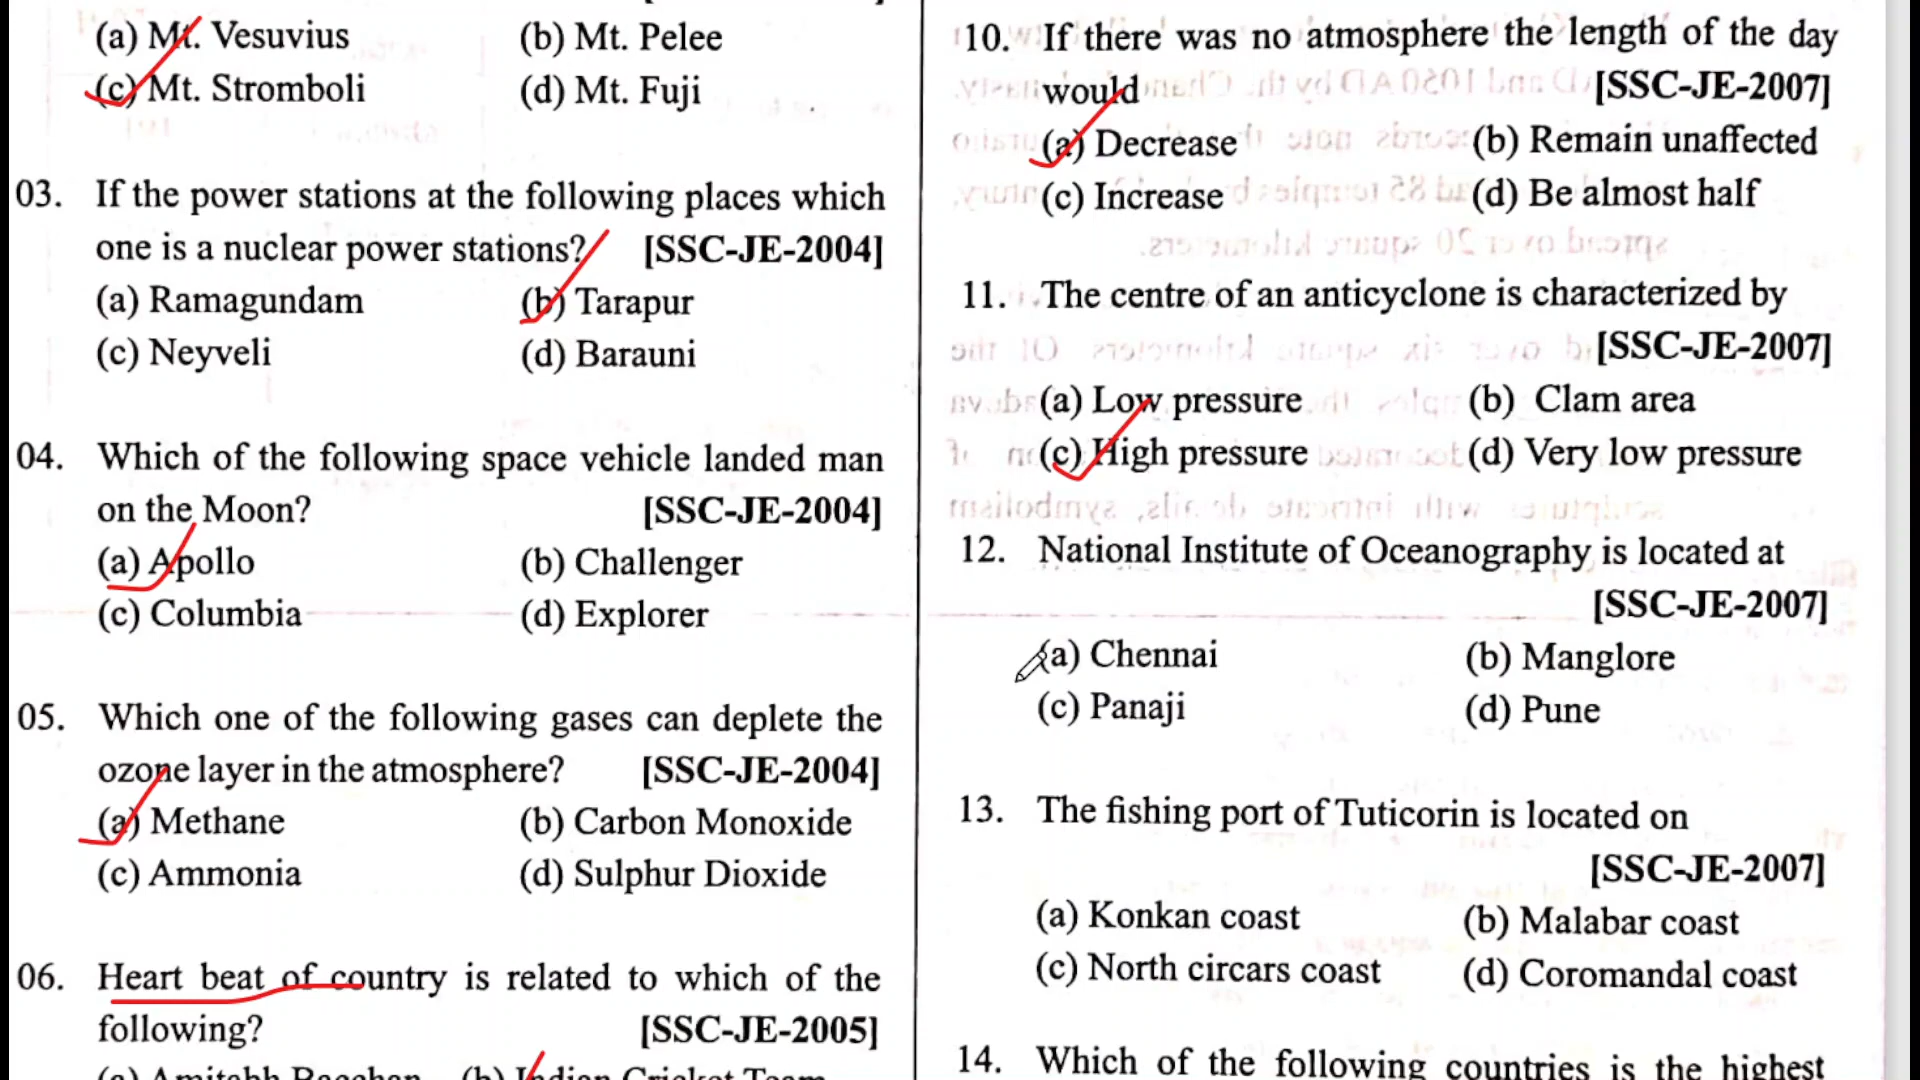 (a) Mt. Vesuvius (b) Mt. Pelee
(c) Mt. Stromboli (d) Mt. Fuji
03. If the power stations at the following places which
one is a nuclear power stations? [SSC-JE-2004]
(a) Ramagundam (b) Tarapur
(c) Neyveli (d) Barauni
04. Which of the following space vehicle landed man
on the Moon? [SSC-JE-2004]
(a) Apollo (b) Challenger
(c) Columbia (d) Explorer
05. Which one of the following gases can deplete the
ozone layer in the atmosphere? [SSC-JE-2004]
(a) Methane (b) Carbon Monoxide
(c) Ammonia (d) Sulphur Dioxide
06. Heart beat of country is related to which of the
following? [SSC-JE-2005]
(a) Amitabh Bacchan (b) Indian Cricket Team
10. If there was no atmosphere the length of the day
would [SSC-JE-2007]
(a) Decrease (b) Remain unaffected
(c) Increase (d) Be almost half
11. The centre of an anticyclone is characterized by
[SSC-JE-2007]
(a) Low pressure (b) Clam area
(c) High pressure (d) Very low pressure
12. National Institute of Oceanography is located at
[SSC-JE-2007]
(a) Chennai (b) Manglore
(c) Panaji (d) Pune
13. The fishing port of Tuticorin is located on
[SSC-JE-2007]
(a) Konkan coast (b) Malabar coast
(c) North circars coast (d) Coromandal coast
14. Which of the following countries is the highest